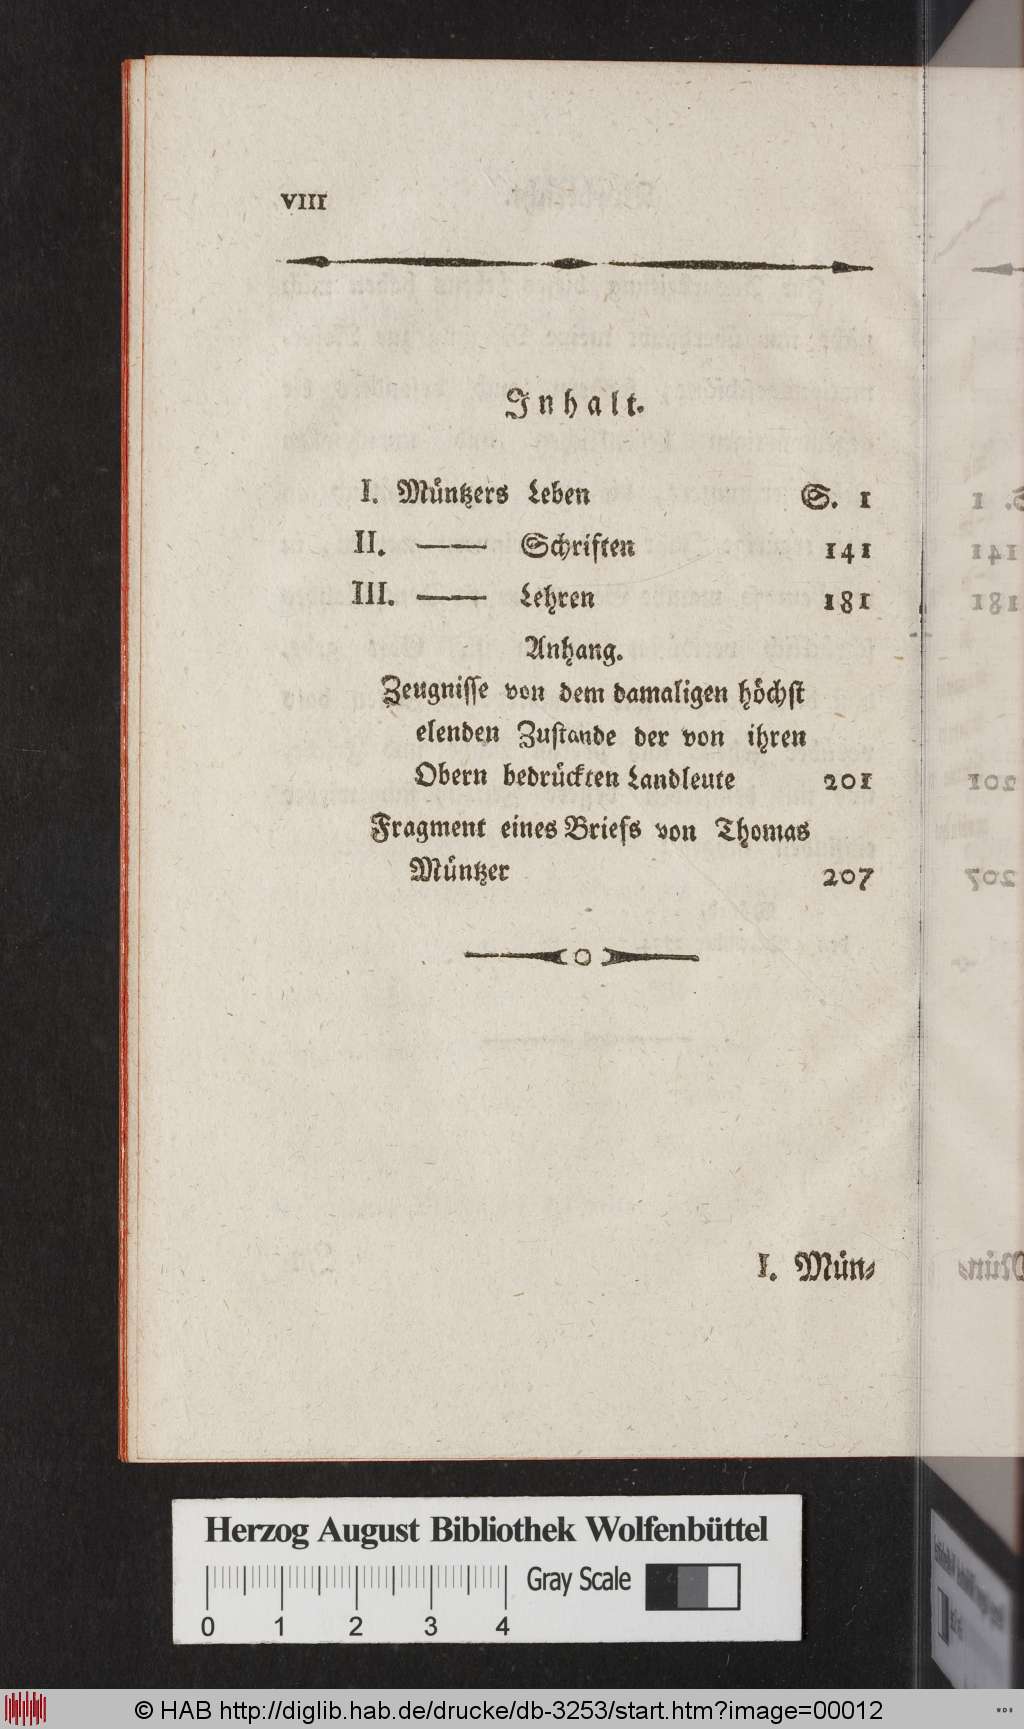 VIII
Inhalt.
I. Müntzers Leben S. 1
II. —— Schriften 141
III. —— Lehren 181
Anhang.
Zeugnisse von dem damaligen höchst
elenden Zustande der von ihren
Obern bedrückten Landleute 201
Fragment eines Briefs von Thomas
Müntzer 207
I. Mün⸗
Herzog August Bibliothek Wolfenbüttel
Gray Scale
0 1 2 3 4
© HAB http://diglib.hab.de/drucke/db-3253/start.htm?image=00012